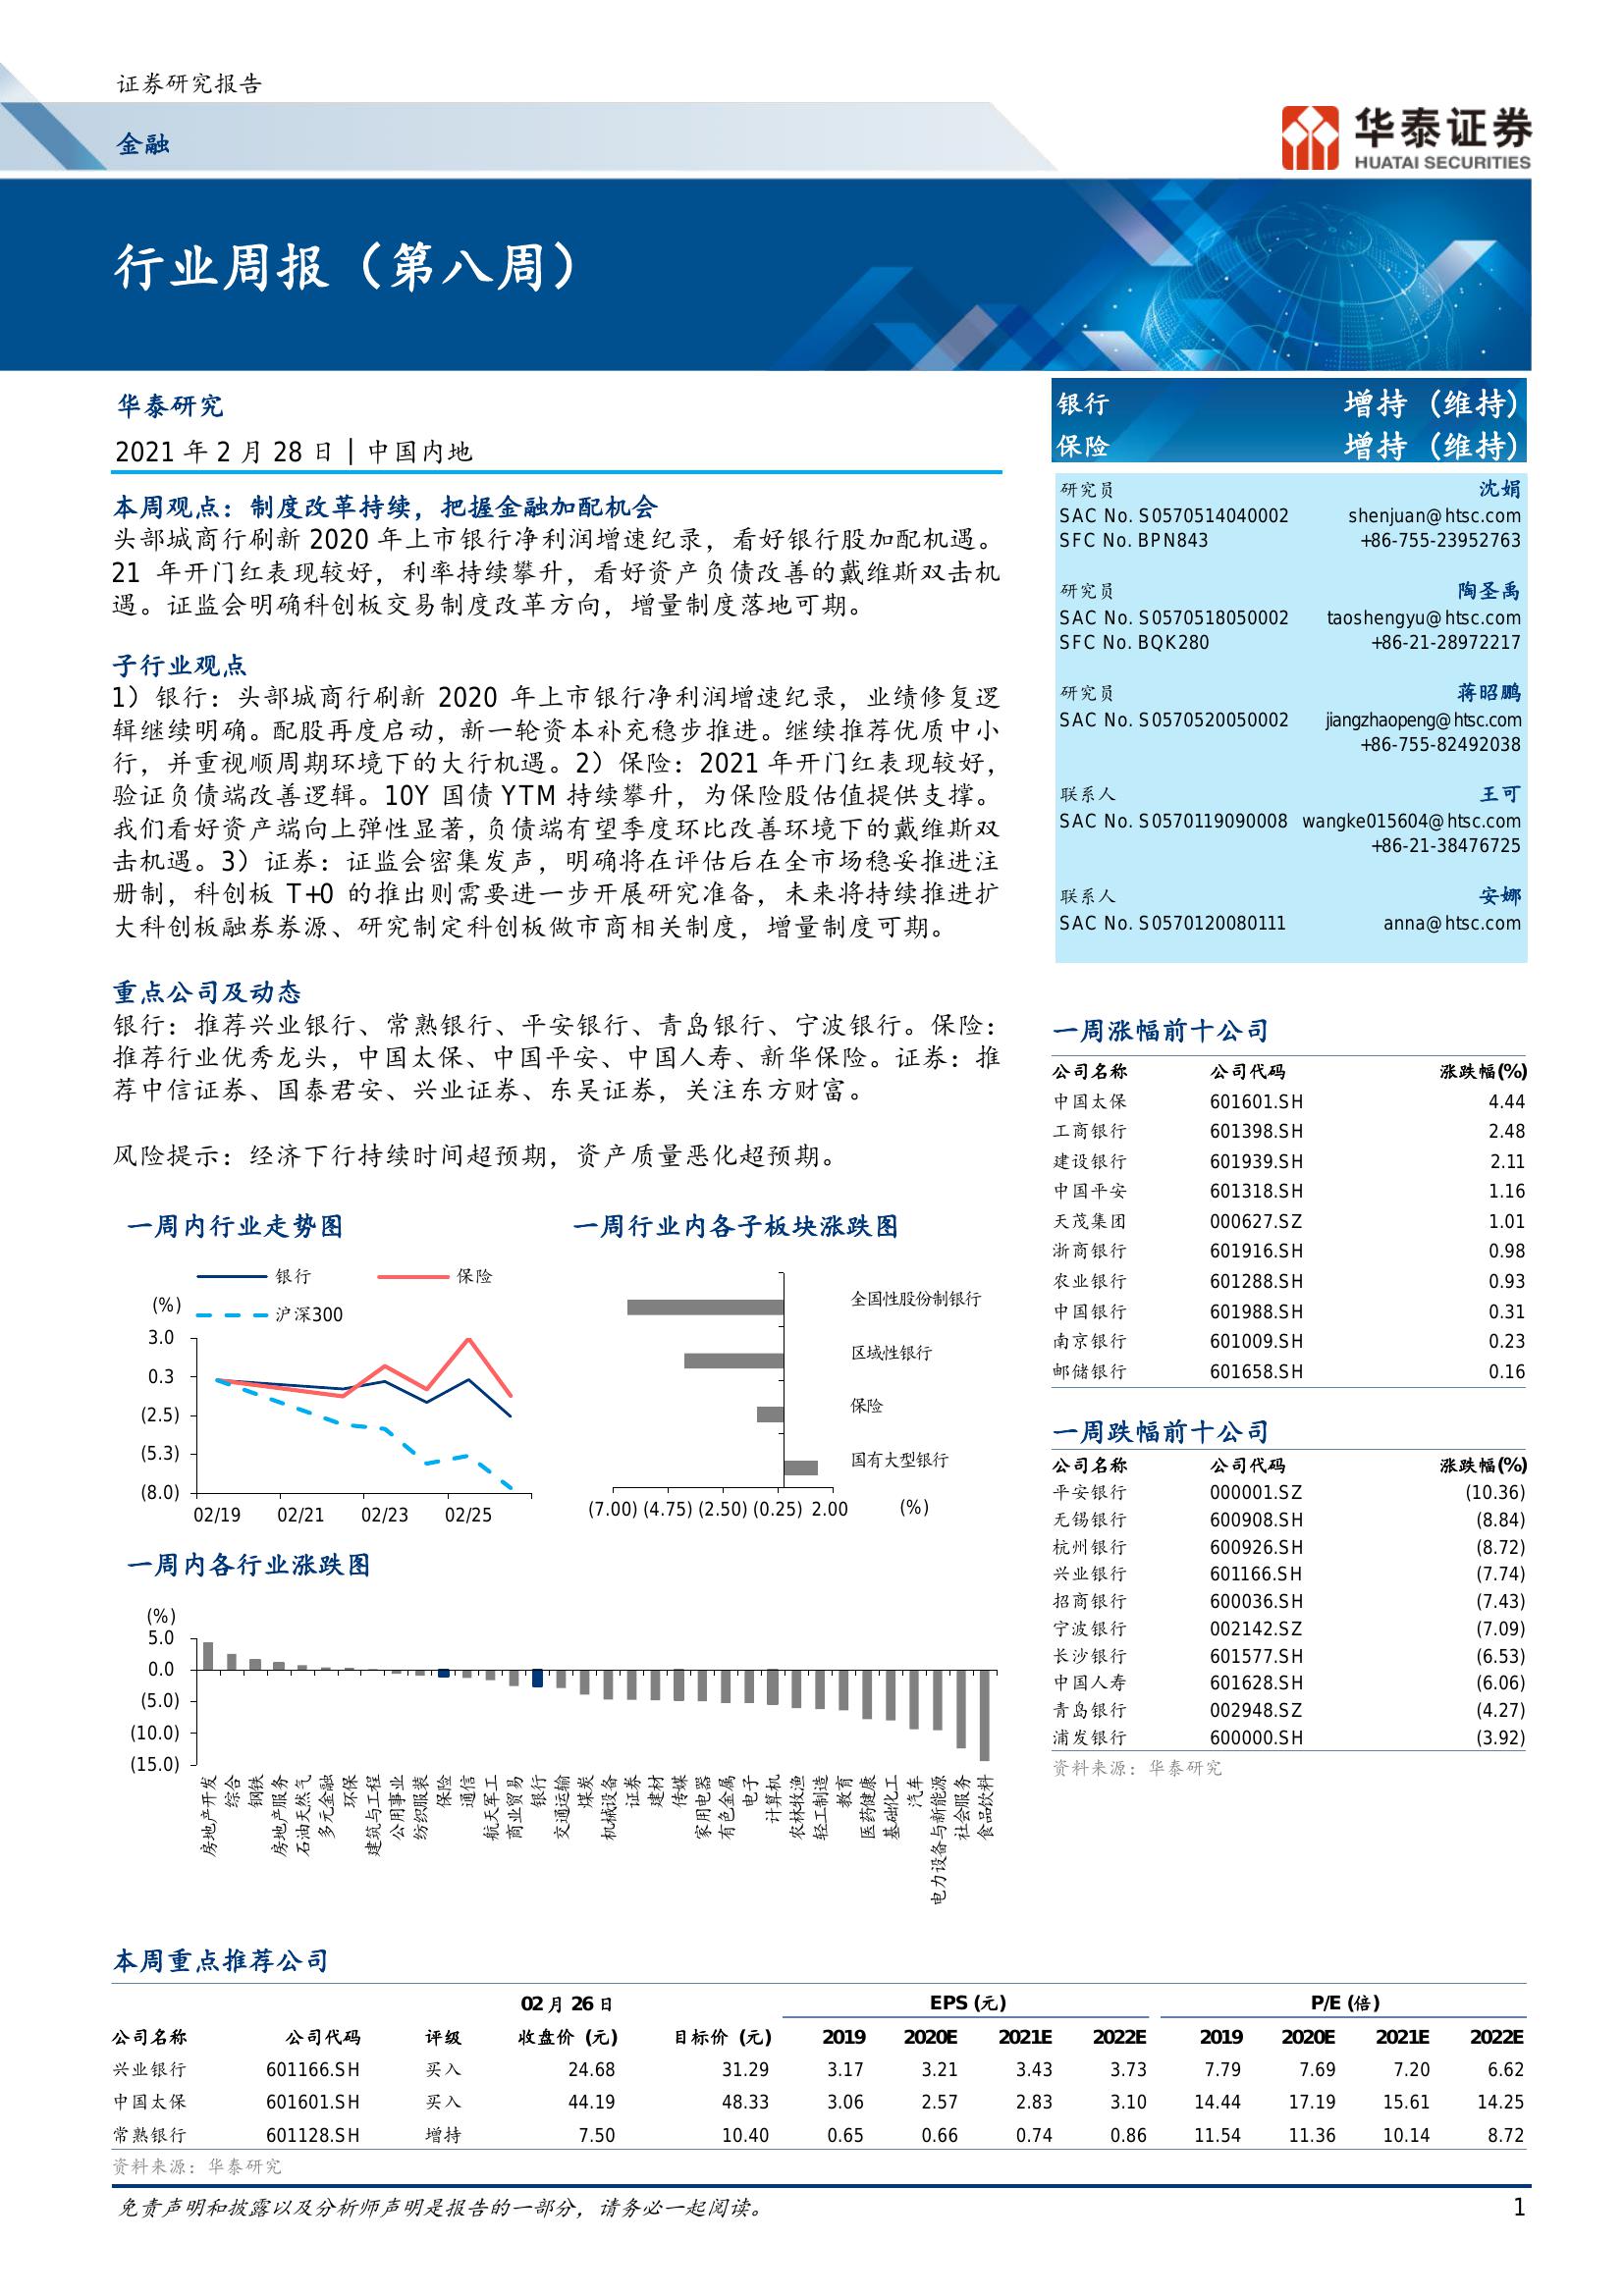 证券研究报告
金融
华泰证券
HUATAI SECURITIES
行业周报（第八周）
华泰研究
2021 年 2 月 28 日 | 中国内地
本周观点：制度改革持续，把握金融加配机会
头部城商行刷新 2020 年上市银行净利润增速纪录，看好银行股加配机遇。
21 年开门红表现较好，利率持续攀升，看好资产负债改善的戴维斯双击机
遇。证监会明确科创板交易制度改革方向，增量制度落地可期。
子行业观点
1）银行：头部城商行刷新 2020 年上市银行净利润增速纪录，业绩修复逻
辑继续明确。配股再度启动，新一轮资本补充稳步推进。继续推荐优质中小
行，并重视顺周期环境下的大行机遇。2）保险：2021 年开门红表现较好，
验证负债端改善逻辑。10Y 国债 YTM 持续攀升，为保险股估值提供支撑。
我们看好资产端向上弹性显著，负债端有望季度环比改善环境下的戴维斯双
击机遇。3）证券：证监会密集发声，明确将在评估后在全市场稳妥推进注
册制，科创板 T+0 的推出则需要进一步开展研究准备，未来将持续推进扩
大科创板融券券源、研究制定科创板做市商相关制度，增量制度可期。
重点公司及动态
银行：推荐兴业银行、常熟银行、平安银行、青岛银行、宁波银行。保险：
推荐行业优秀龙头，中国太保、中国平安、中国人寿、新华保险。证券：推
荐中信证券、国泰君安、兴业证券、东吴证券，关注东方财富。
风险提示：经济下行持续时间超预期，资产质量恶化超预期。
银行 增持（维持）
保险 增持（维持）
研究员 沈娟
SAC No. S0570514040002 shenjuan@htsc.com
SFC No. BPN843 +86-755-23952763
研究员 陶圣禹
SAC No. S0570518050002 taoshengyu@htsc.com
SFC No. BQK280 +86-21-28972217
研究员 蒋昭鹏
SAC No. S0570520050002 jiangzhaopeng@htsc.com
+86-755-82492038
联系人 王可
SAC No. S0570119090008 wangke015604@htsc.com
+86-21-38476725
联系人 安娜
SAC No. S0570120080111 anna@htsc.com
一周涨幅前十公司
公司名称 公司代码 涨跌幅(%)
中国太保 601601.SH 4.44
工商银行 601398.SH 2.48
建设银行 601939.SH 2.11
中国平安 601318.SH 1.16
天茂集团 000627.SZ 1.01
浙商银行 601916.SH 0.98
农业银行 601288.SH 0.93
中国银行 601988.SH 0.31
南京银行 601009.SH 0.23
邮储银行 601658.SH 0.16
一周跌幅前十公司
公司名称 公司代码 涨跌幅(%)
平安银行 000001.SZ (10.36)
无锡银行 600908.SH (8.84)
杭州银行 600926.SH (8.72)
兴业银行 601166.SH (7.74)
招商银行 600036.SH (7.43)
宁波银行 002142.SZ (7.09)
长沙银行 601577.SH (6.53)
中国人寿 601628.SH (6.06)
青岛银行 002948.SZ (4.27)
浦发银行 600000.SH (3.92)
资料来源：华泰研究
一周内行业走势图
银行 保险
(%) 沪深300
3.0
0.3
(2.5)
(5.3)
(8.0)
02/19 02/21 02/23 02/25
一周行业内各子板块涨跌图
全国性股份制银行
区域性银行
保险
国有大型银行
(7.00) (4.75) (2.50) (0.25) 2.00 (%)
一周内各行业涨跌图
(%)
5.0
0.0
(5.0)
(10.0)
(15.0)
房地产开发
综合
钢铁
房地产服务
石油天然气
多元金融
环保
建筑与工程
公用事业
纺织服装
保险
通信
航天军工
商业贸易
银行
交通运输
煤炭
机械设备
证券
建材
传媒
家用电器
有色金属
电子
计算机
农林牧渔
轻工制造
教育
医药健康
基础化工
汽车
电力设备与新能源
社会服务
食品饮料
本周重点推荐公司
02 月 26 日 EPS (元) P/E (倍)
公司名称 公司代码 评级 收盘价 (元) 目标价 (元) 2019 2020E 2021E 2022E 2019 2020E 2021E 2022E
兴业银行 601166.SH 买入 24.68 31.29 3.17 3.21 3.43 3.73 7.79 7.69 7.20 6.62
中国太保 601601.SH 买入 44.19 48.33 3.06 2.57 2.83 3.10 14.44 17.19 15.61 14.25
常熟银行 601128.SH 增持 7.50 10.40 0.65 0.66 0.74 0.86 11.54 11.36 10.14 8.72
资料来源：华泰研究
免责声明和披露以及分析师声明是报告的一部分，请务必一起阅读。 1